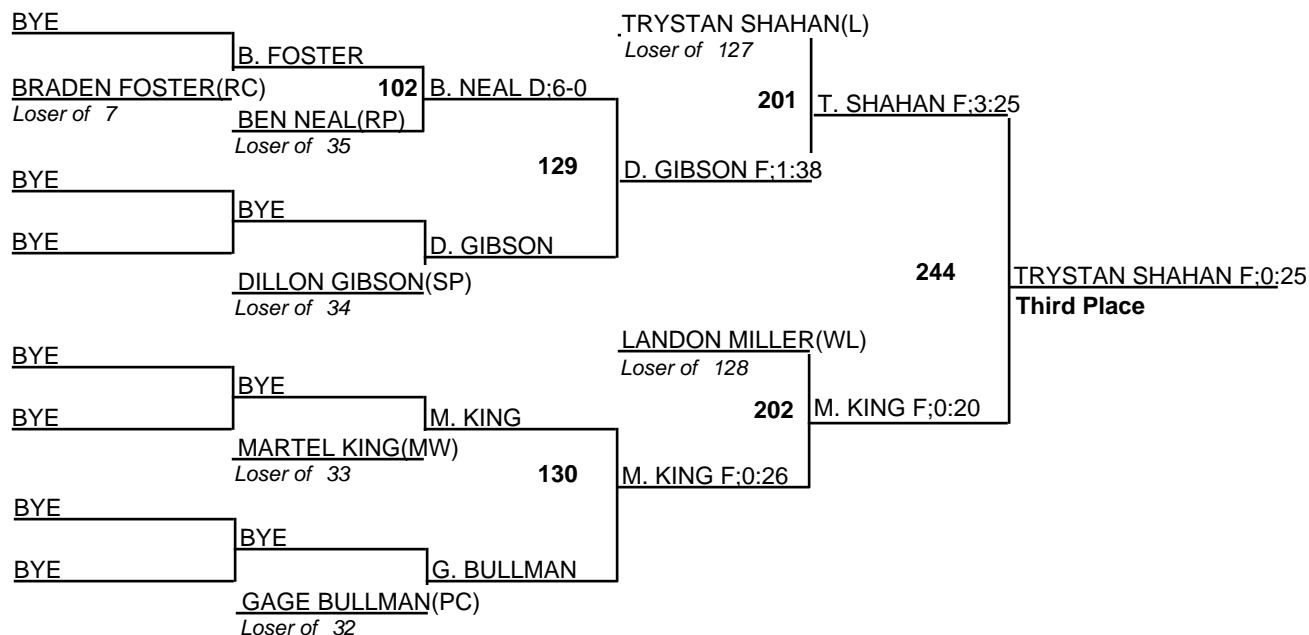 BYE
TRYSTAN SHAHAN(L)
Loser of 127
B. FOSTER
BRADEN FOSTER(RC)
Loser of 7
102
B. NEAL D;6-0
201
T. SHAHAN F;3:25
BEN NEAL(RP)
Loser of 35
129
D. GIBSON F;1:38
BYE
BYE
BYE
D. GIBSON
DILLON GIBSON(SP)
Loser of 34
244
TRYSTAN SHAHAN F;0:25
Third Place
LANDON MILLER(WL)
Loser of 128
BYE
BYE
BYE
M. KING
202
M. KING F;0:20
MARTEL KING(MW)
Loser of 33
130
M. KING F;0:26
BYE
BYE
BYE
G. BULLMAN
GAGE BULLMAN(PC)
Loser of 32